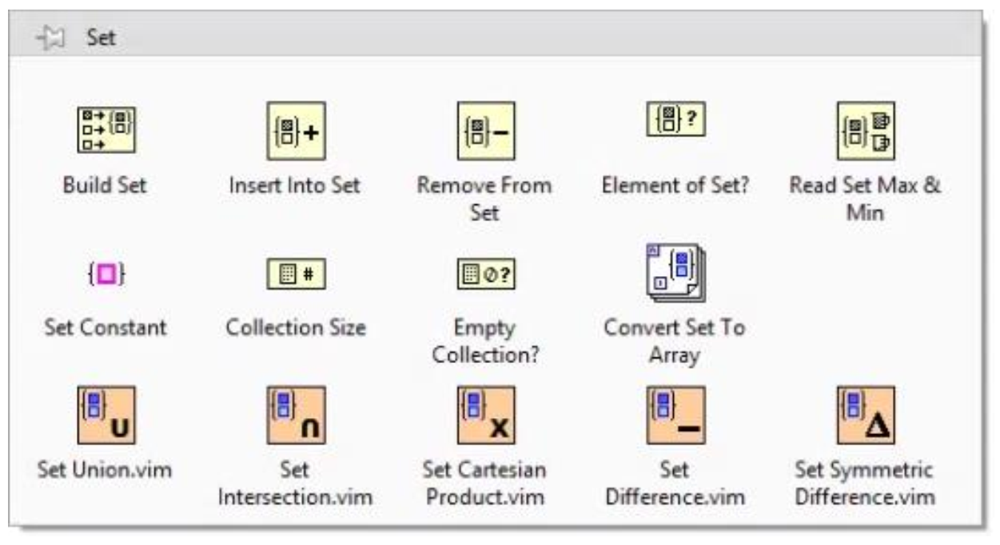 Set
Build Set
Insert Into Set
Remove From
Set
Element of Set?
Read Set Max &
Min
Set Constant
Collection Size
Empty
Collection?
Convert Set To
Array
Set Union.vim
Set
Intersection.vim
Set Cartesian
Product.vim
Set
Difference.vim
Set Symmetric
Difference.vim